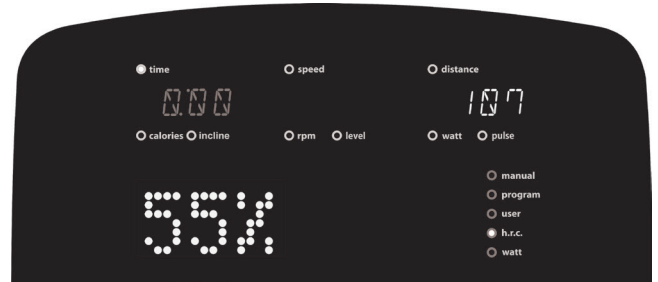 time speed distance
0:00 107
calories incline rpm level watt pulse
manual
program
55%
user
h.r.c.
watt